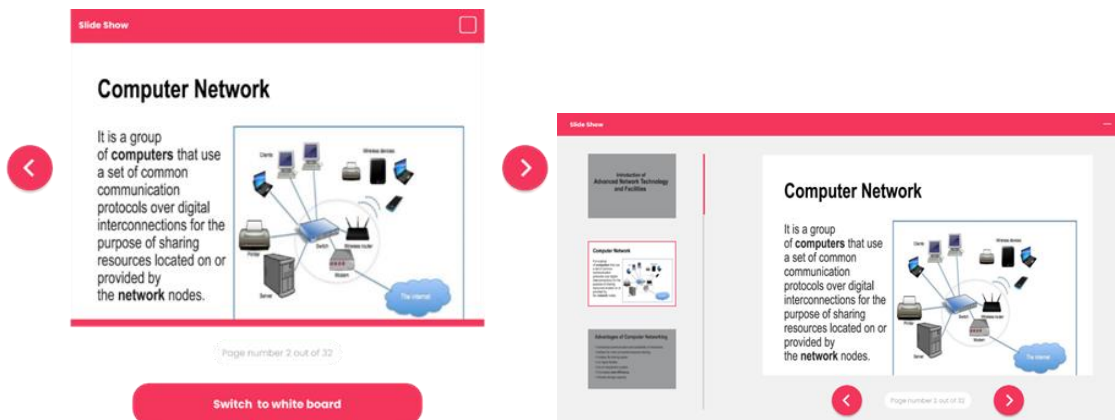 Slide Show
Computer Network
It is a group
of computers that use
a set of common
communication
protocols over digital
interconnections for the
purpose of sharing
resources located on or
provided by
the network nodes.
Clients
Wireless devices
Printer
Switch
Wireless router
Modem
Server
The internet
Page number 2 out of 32
Switch to white board
Slide Show
Introduction of
Advanced Network Technology
and Facilities
Computer Network
Advantages of Computer Networking
Computer Network
It is a group
of computers that use
a set of common
communication
protocols over digital
interconnections for the
purpose of sharing
resources located on or
provided by
the network nodes.
Clients
Wireless devices
Printer
Switch
Wireless router
Modem
Server
The internet